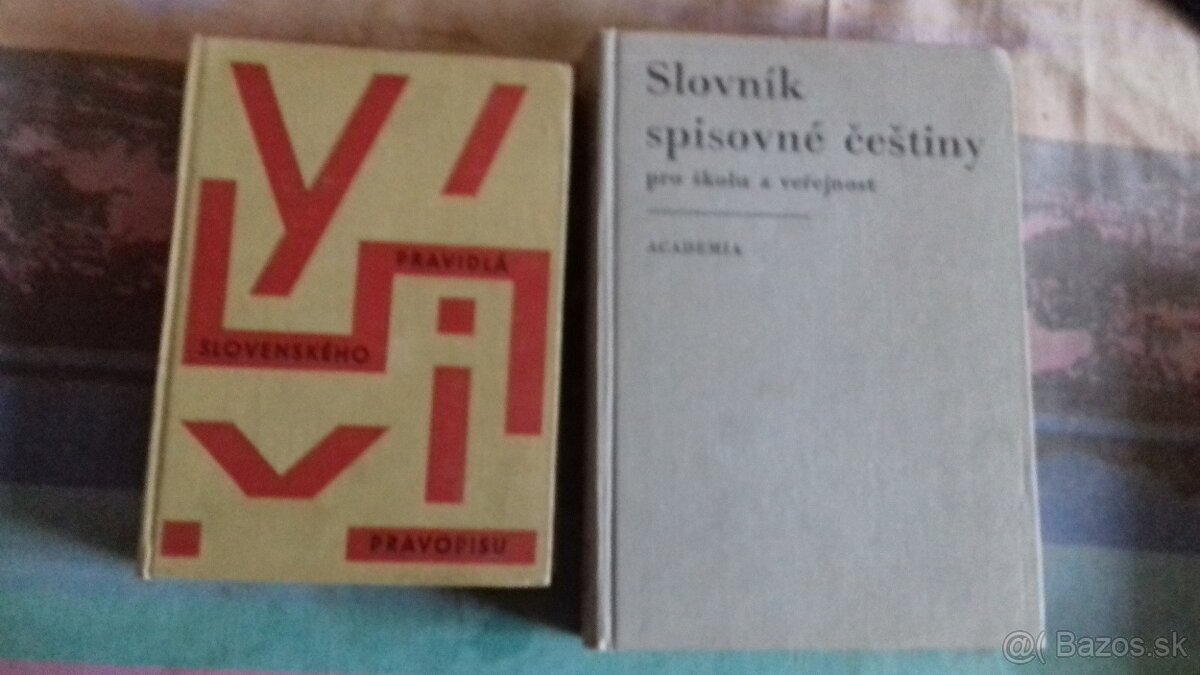 y
PRAVIDLÁ
SLOVENSKÉHO
i
PRAVOPISU
Slovník
spisovné češtiny
pro školu a veřejnost
ACADEMIA
Bazos.sk